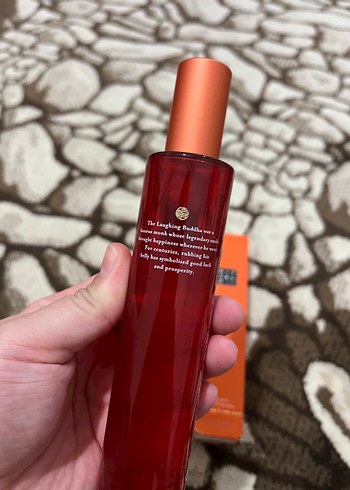 The Laughing Buddha was a
famous monk whose legendary smile
brought happiness wherever he went.
For centuries, rubbing his
belly has symbolised good luck
and prosperity.